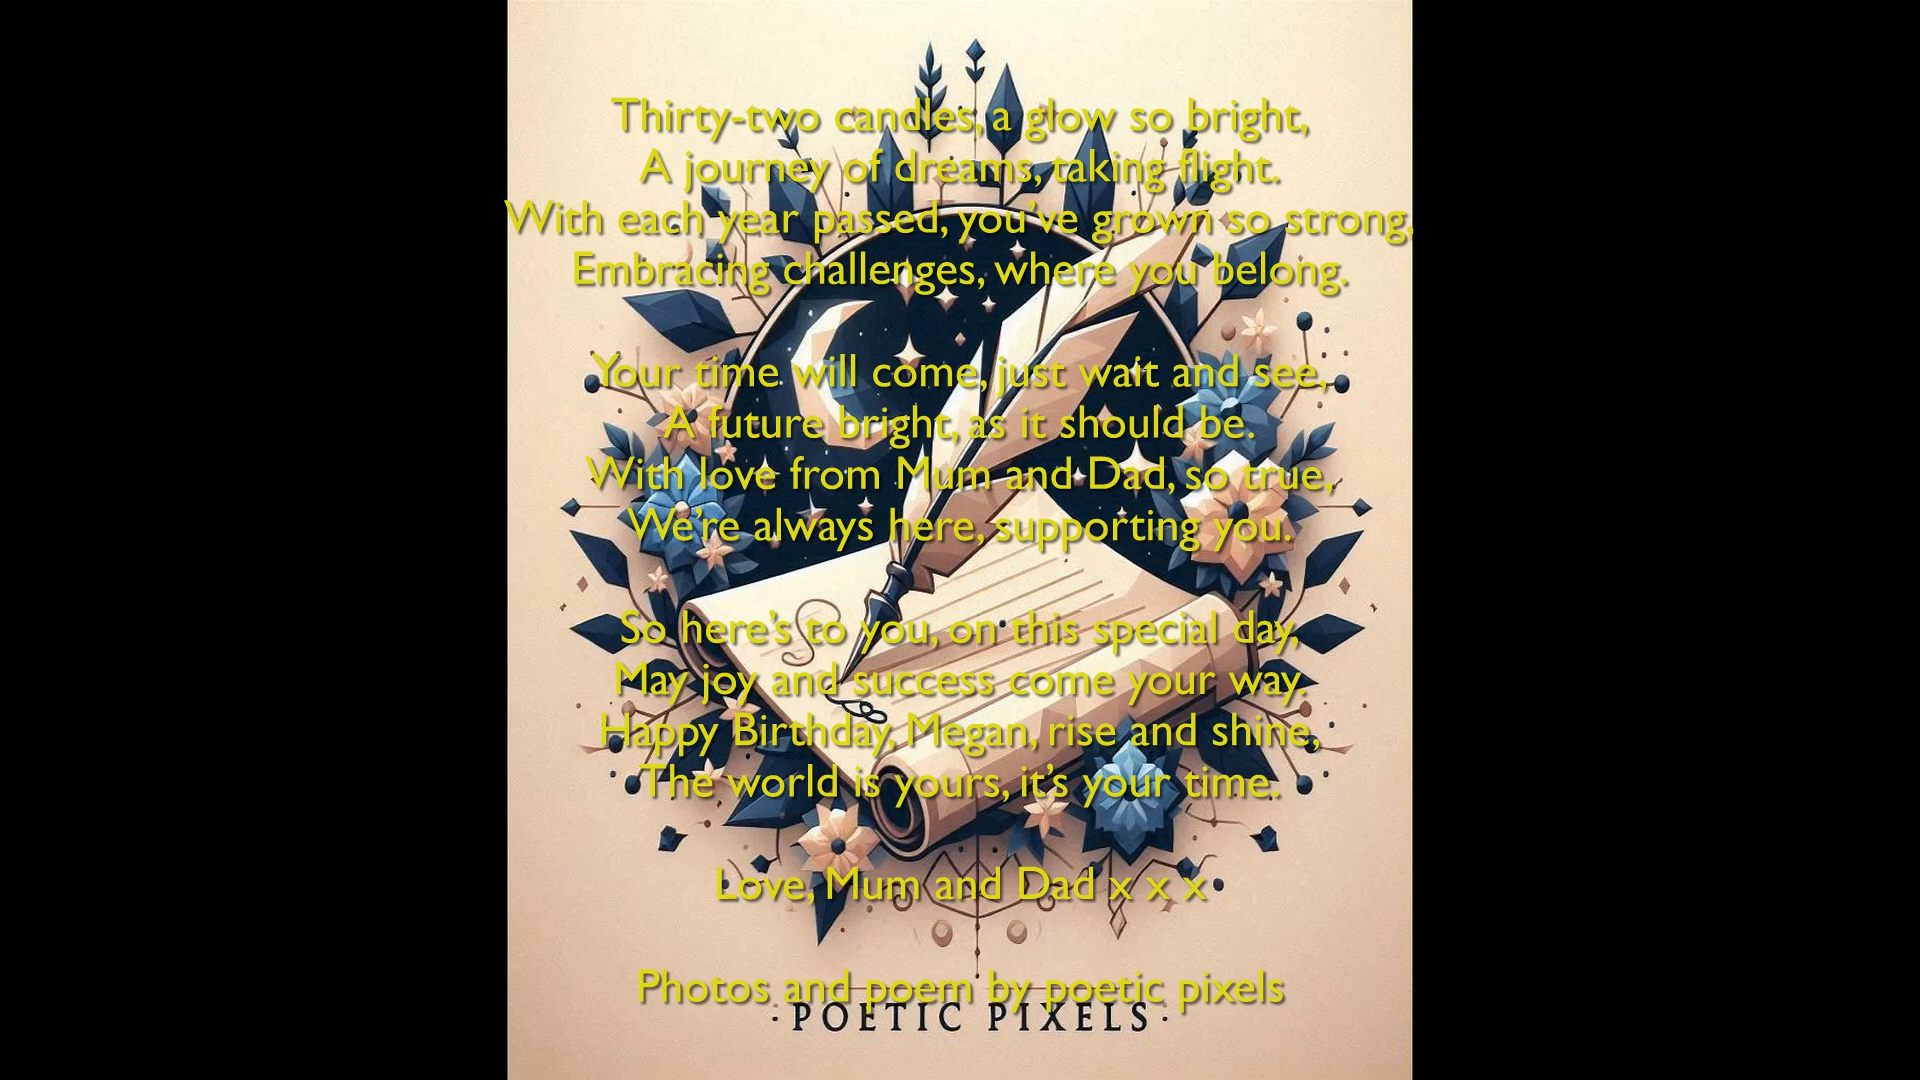 Thirty-two candles, a glow so bright,
A journey of dreams, taking flight.
With each year passed, you’ve grown so strong,
Embracing challenges, where you belong.
Your time will come, just wait and see,
A future bright, as it should be.
With love from Mum and Dad, so true,
We’re always here, supporting you.
So here’s to you, on this special day,
May joy and success come your way.
Happy Birthday, Megan, rise and shine,
The world is yours, it’s your time.
Love, Mum and Dad x x x
Photos and poem by poetic pixels
· POETIC PIXELS ·